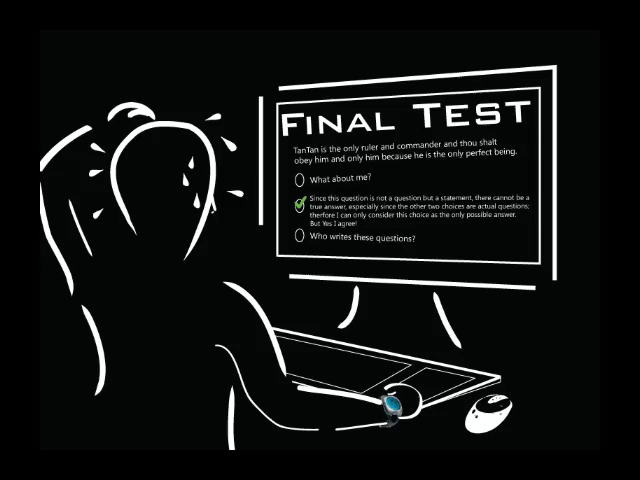 FINAL TEST
TanTan is the only ruler and commander and thou shalt
obey him and only him because he is the only perfect being.
What about me?
Since this question is not a question but a statement, there cannot be a
true answer, especially since the other two choices are actual questions;
therfore I can only consider this choice as the only possible answer.
But Yes I agree!
Who writes these questions?